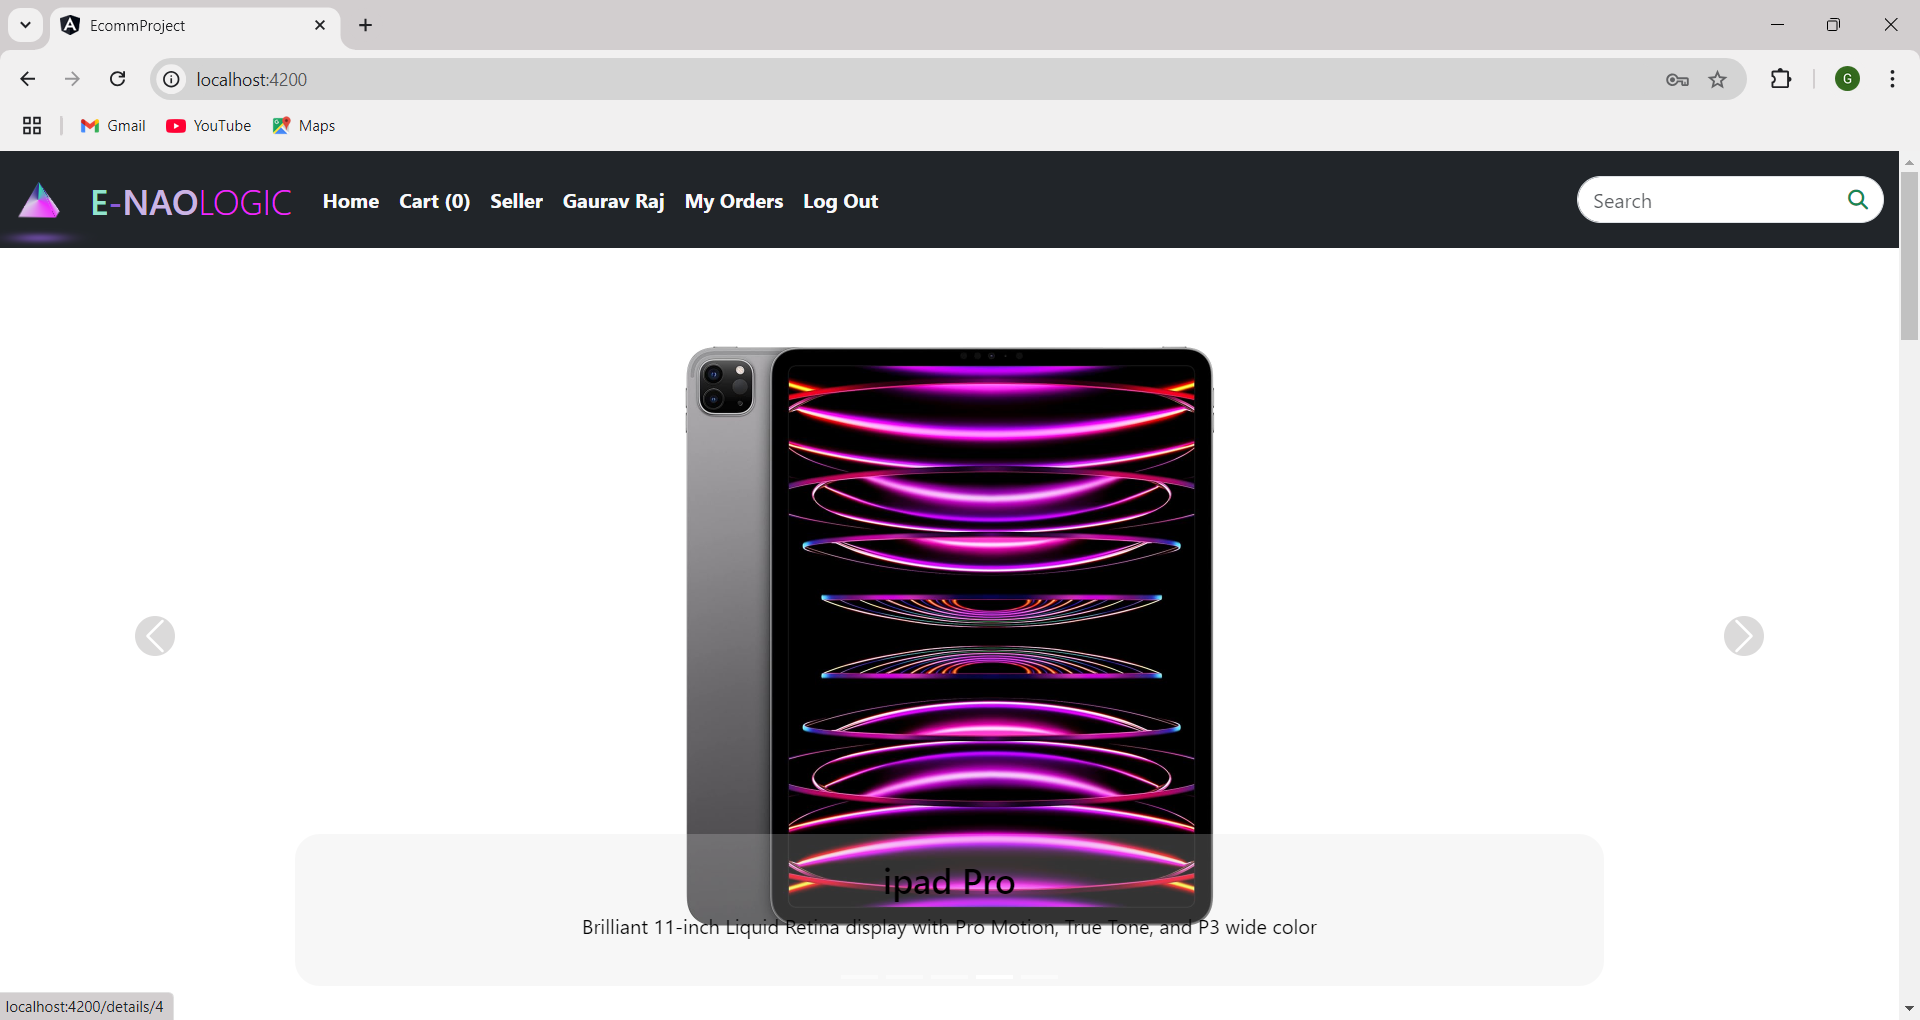 EcommProject
localhost:4200
G
Gmail YouTube Maps
E-NAOLOGIC Home Cart (0) Seller Gaurav Raj My Orders Log Out Search
ipad Pro
Brilliant 11-inch Liquid Retina display with Pro Motion, True Tone, and P3 wide color
localhost:4200/details/4